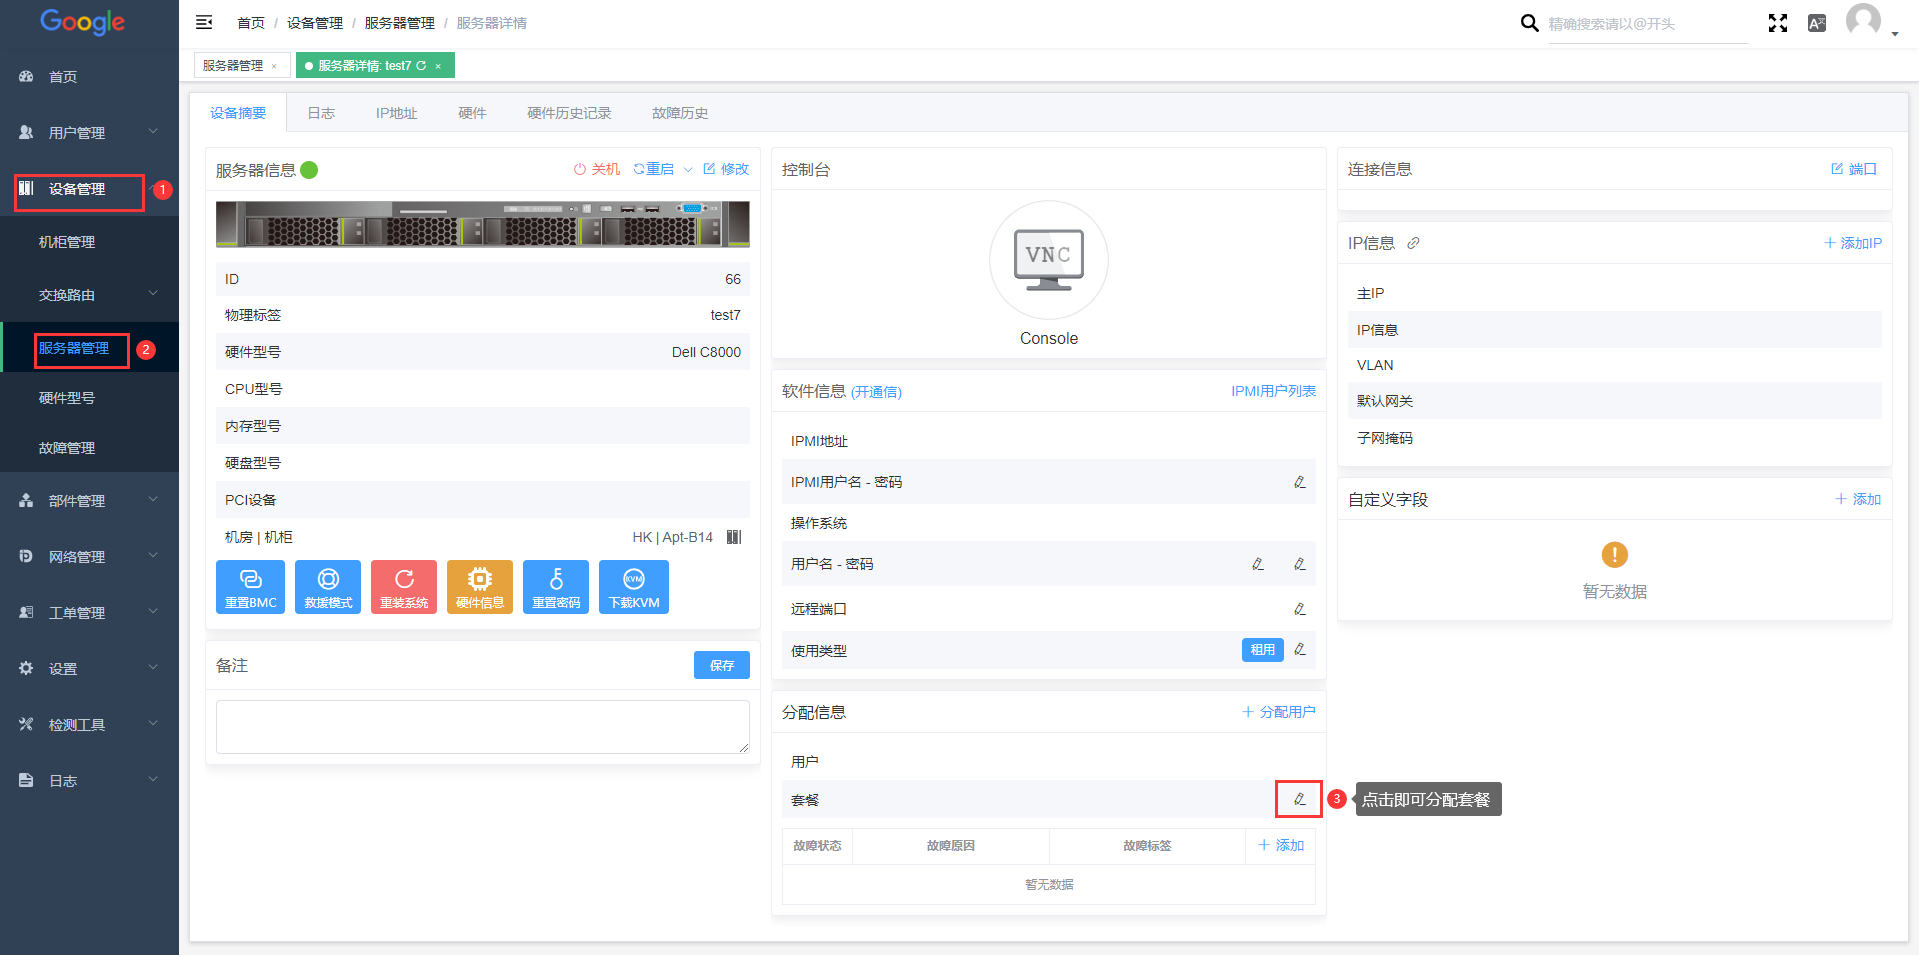 Google
首页 / 设备管理 / 服务器管理 / 服务器详情
精确搜索请以@开头
服务器管理 ×
服务器详情: test7 ×
首页
用户管理
设备管理 1
机柜管理
交换路由
服务器管理 2
硬件型号
故障管理
部件管理
网络管理
工单管理
设置
检测工具
日志
设备摘要 日志 IP地址 硬件 硬件历史记录 故障历史
服务器信息 关机 重启 修改
ID 66
物理标签 test7
硬件型号 Dell C8000
CPU型号
内存型号
硬盘型号
PCI设备
机房 | 机柜 HK | Apt-B14
重置BMC 救援模式 重装系统 硬件信息 重置密码 KVM 下载KVM
备注 保存
控制台
VNC
Console
软件信息 (开通信) IPMI用户列表
IPMI地址
IPMI用户名 - 密码
操作系统
用户名 - 密码
远程端口
使用类型 租用
分配信息 + 分配用户
用户
套餐 3 点击即可分配套餐
故障状态 故障原因 故障标签 + 添加
暂无数据
连接信息 端口
IP信息 + 添加IP
主IP
IP信息
VLAN
默认网关
子网掩码
自定义字段 + 添加
暂无数据